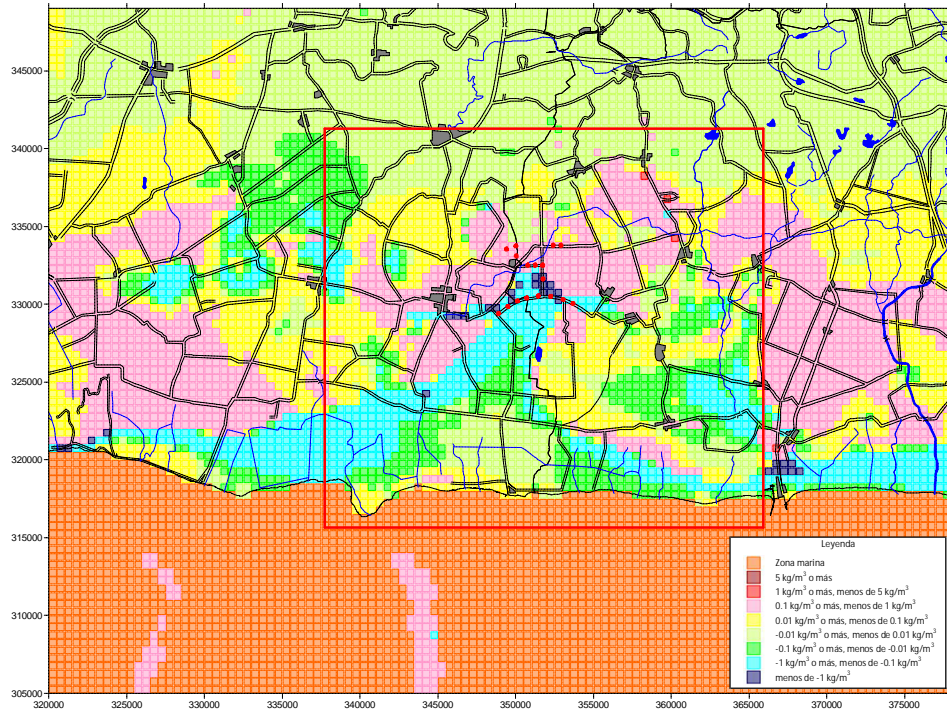 345000
340000
335000
330000
325000
320000
315000
310000
305000
320000 325000 330000 335000 340000 345000 350000 355000 360000 365000 370000 375000
Leyenda
Zona marina
5 kg/m³ o más
1 kg/m³ o más, menos de 5 kg/m³
0.1 kg/m³ o más, menos de 1 kg/m³
0.01 kg/m³ o más, menos de 0.1 kg/m³
-0.01 kg/m³ o más, menos de 0.01 kg/m³
-0.1 kg/m³ o más, menos de -0.01 kg/m³
-1 kg/m³ o más, menos de -0.1 kg/m³
menos de -1 kg/m³